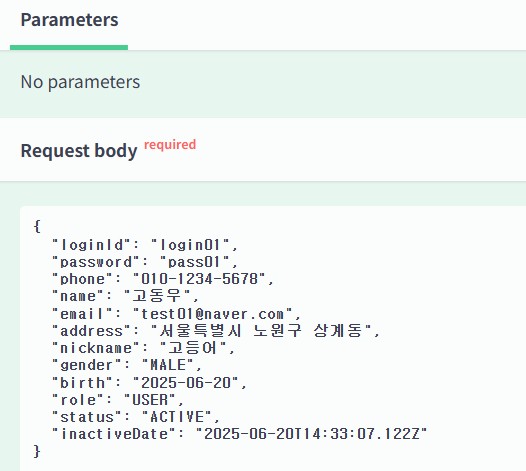 Parameters
No parameters
Request body required
{
"loginId": "login01",
"password": "pass01",
"phone": "010-1234-5678",
"name": "고동우",
"email": "test01@naver.com",
"address": "서울특별시 노원구 상계동",
"nickname": "고등어",
"gender": "MALE",
"birth": "2025-06-20",
"role": "USER",
"status": "ACTIVE",
"inactiveDate": "2025-06-20T14:33:07.122Z"
}